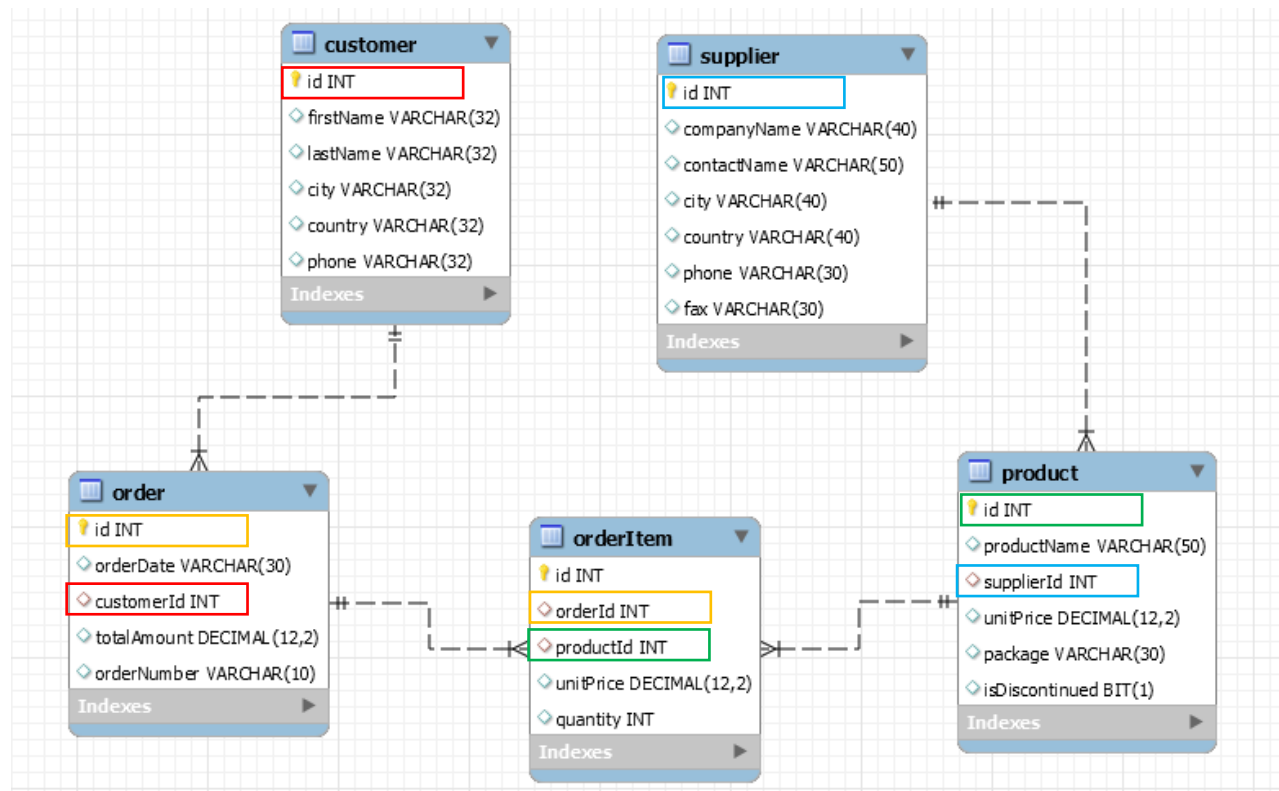 customer
id INT
firstName VARCHAR(32)
lastName VARCHAR(32)
city VARCHAR(32)
country VARCHAR(32)
phone VARCHAR(32)
Indexes
supplier
id INT
companyName VARCHAR(40)
contactName VARCHAR(50)
city VARCHAR(40)
country VARCHAR(40)
phone VARCHAR(30)
fax VARCHAR(30)
Indexes
order
id INT
orderDate VARCHAR(30)
customerId INT
totalAmount DECIMAL(12,2)
orderNumber VARCHAR(10)
Indexes
orderItem
id INT
orderId INT
productId INT
unitPrice DECIMAL(12,2)
quantity INT
Indexes
product
id INT
productName VARCHAR(50)
supplierId INT
unitPrice DECIMAL(12,2)
package VARCHAR(30)
isDiscontinued BIT(1)
Indexes